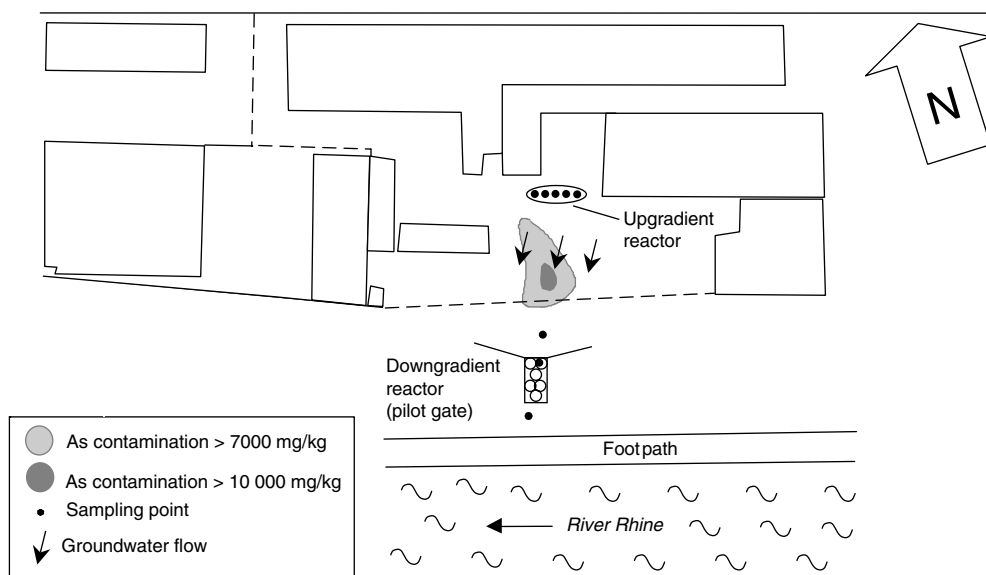 N
Upgradient
reactor
Downgradient
reactor
(pilot gate)
As contamination > 7000 mg/kg
As contamination > 10 000 mg/kg
Sampling point
Groundwater flow
Footpath
River Rhine